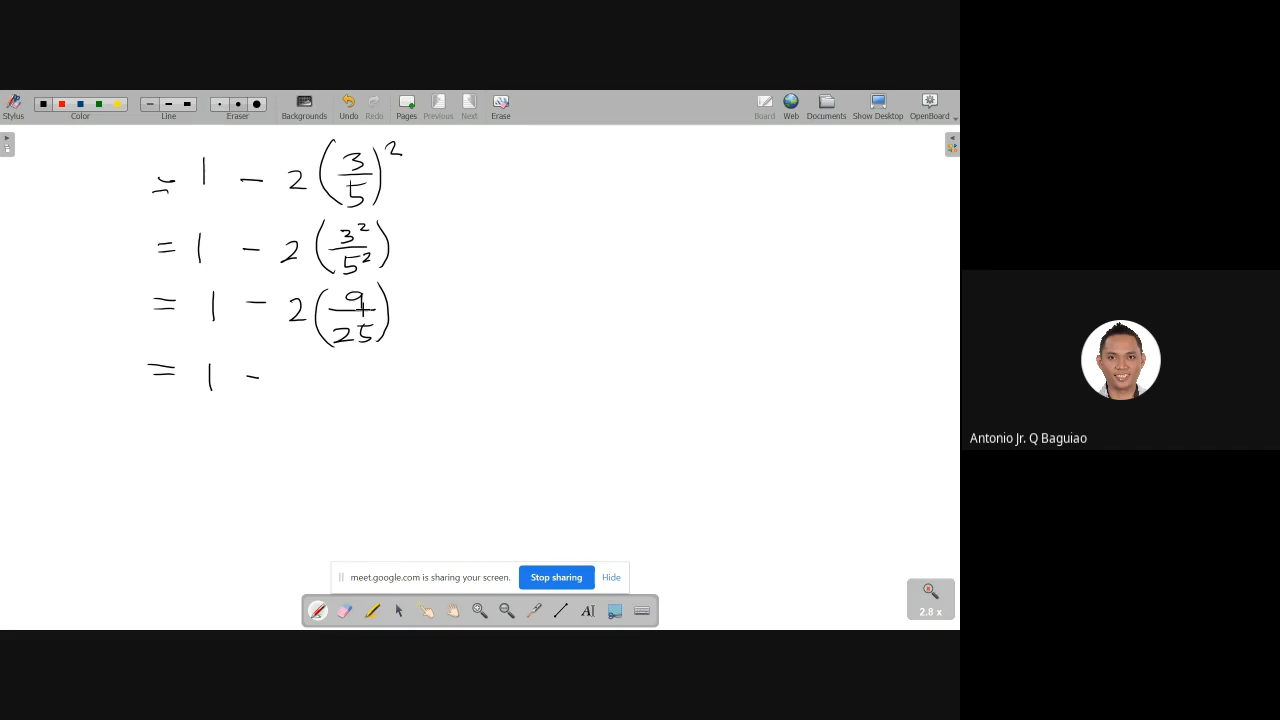 Stylus Color Line Eraser Backgrounds Undo Redo Pages Previous Next Erase Board Web Documents Show Desktop OpenBoard
= 1 - 2 (3/5)²
= 1 - 2 (3²/5²)
= 1 - 2 (9/25)
= 1 -
Antonio Jr. Q Baguiao
meet.google.com is sharing your screen. Stop sharing Hide
AI
2.8 x